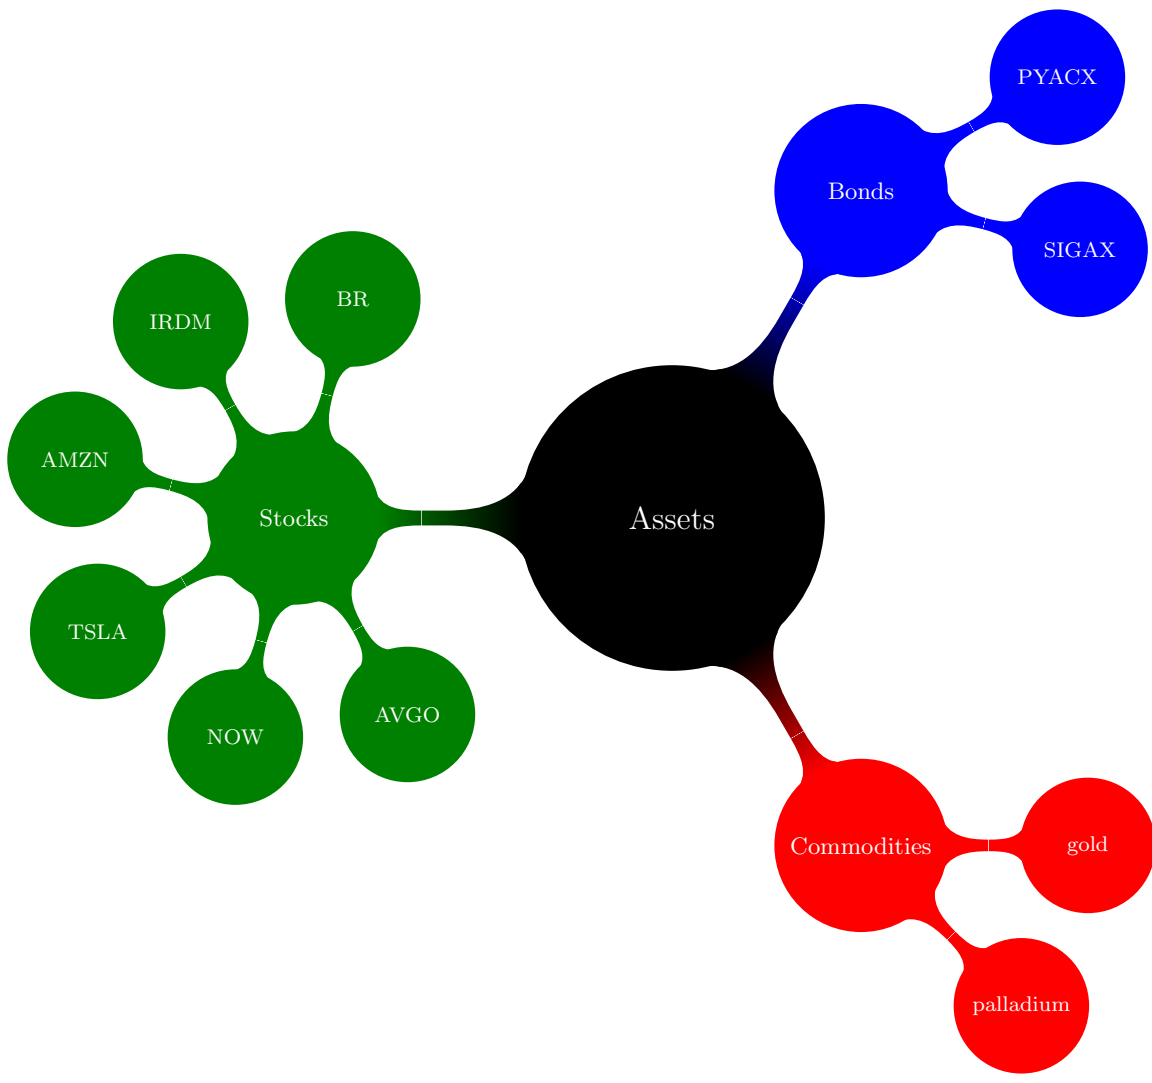 PYACX
Bonds
SIGAX
BR
IRDM
AMZN
Stocks
Assets
TSLA
AVGO
NOW
Commodities
gold
palladium